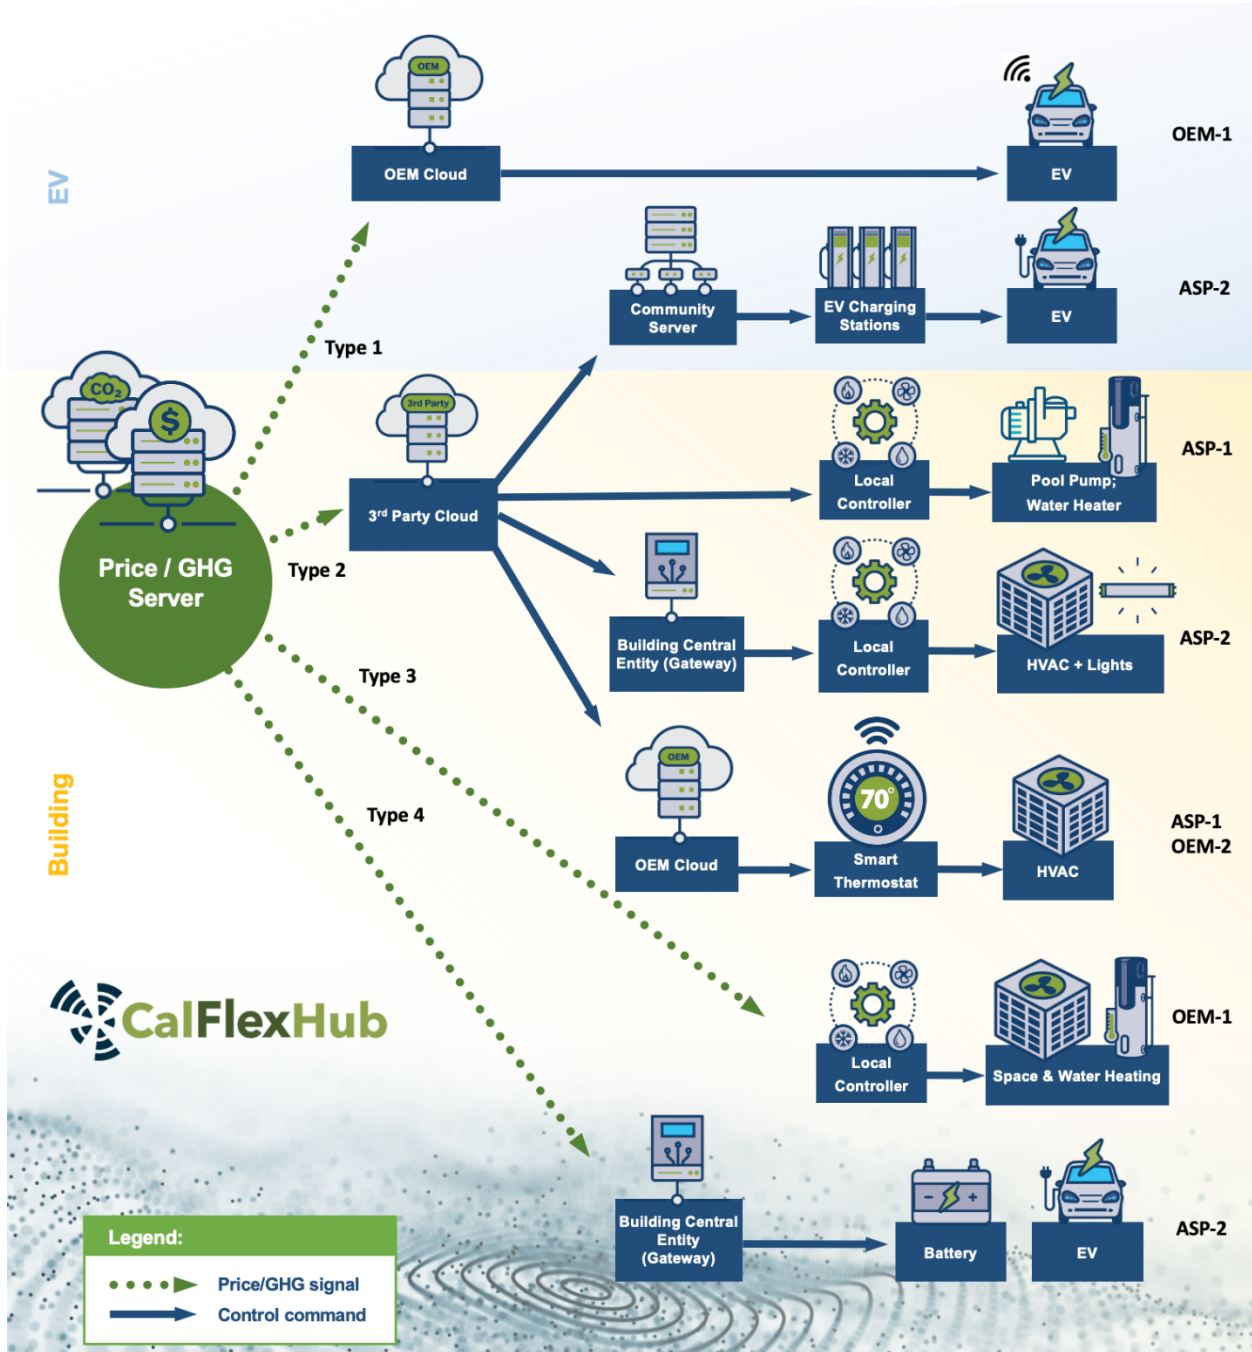 OEM
OEM Cloud
EV
OEM-1
EV
Community
Server
EV Charging
Stations
EV
ASP-2
Type 1
CO₂
$
Price / GHG
Server
3rd Party
3rd Party Cloud
Type 2
Local
Controller
Pool Pump;
Water Heater
ASP-1
Building Central
Entity (Gateway)
Local
Controller
HVAC + Lights
ASP-2
Type 3
Type 4
Building
OEM
OEM Cloud
70°
Smart
Thermostat
HVAC
ASP-1
OEM-2
CalFlexHub
Local
Controller
Space & Water Heating
OEM-1
Building Central
Entity
(Gateway)
Battery
EV
ASP-2
Legend:
Price/GHG signal
Control command